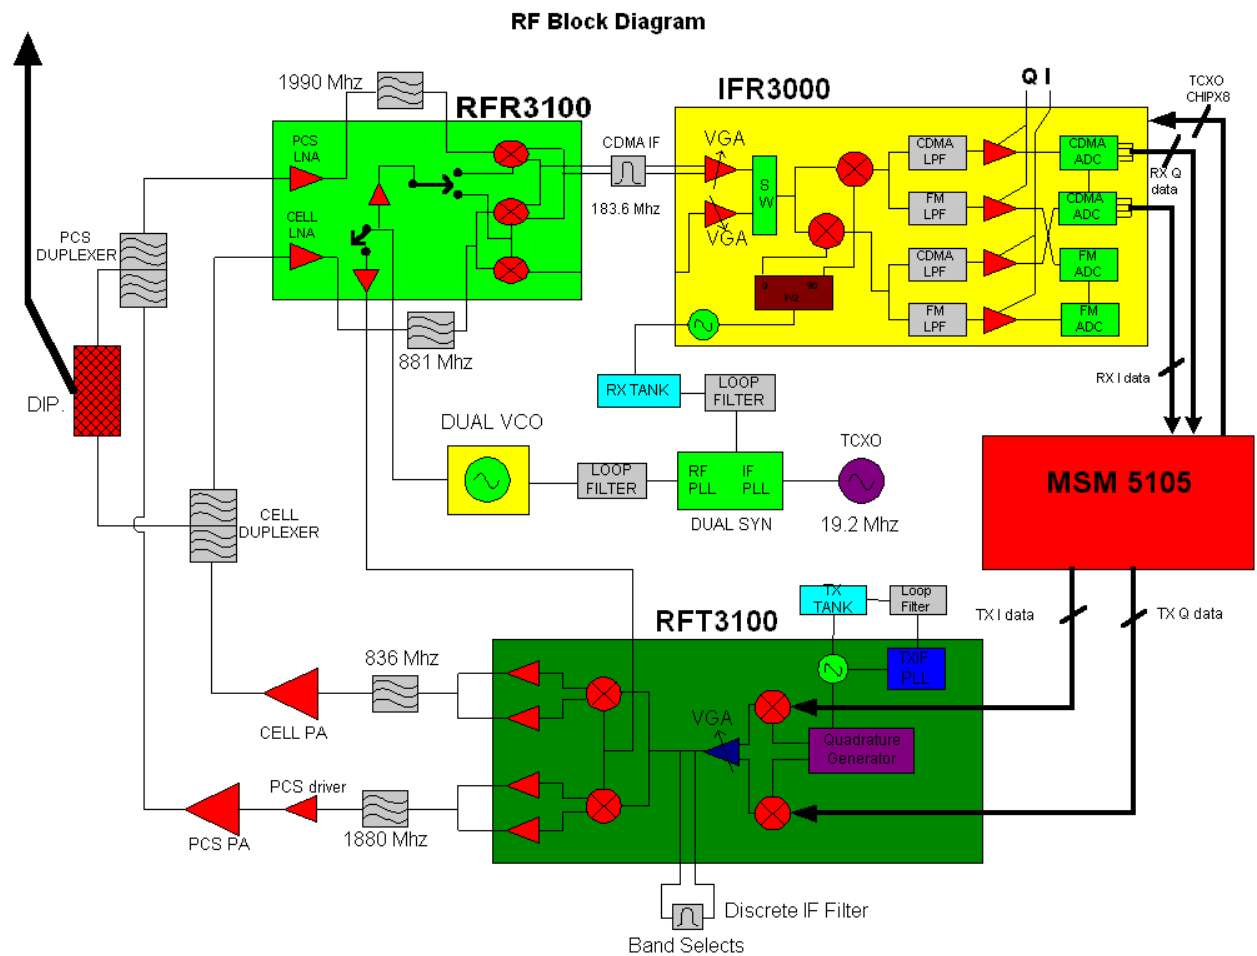 RF Block Diagram
1990 Mhz
RFR3100
IFR3000
Q I
TCXO
CHIPX8
PCS
LNA
CELL
LNA
CDMA IF
183.6 Mhz
VGA
VGA
S
W
0 90
F/2
CDMA
LPF
FM
LPF
CDMA
LPF
FM
LPF
CDMA
ADC
CDMA
ADC
FM
ADC
FM
ADC
RX Q
data
PCS
DUPLEXER
881 Mhz
RX I data
DIP.
RX TANK
LOOP
FILTER
DUAL VCO
LOOP
FILTER
RF
PLL
IF
PLL
DUAL SYN
TCXO
19.2 Mhz
MSM 5105
CELL
DUPLEXER
TX I data
TX Q data
TX
TANK
Loop
Filter
RFT3100
TXIF
PLL
836 Mhz
CELL PA
VGA
Quadrature
Generator
PCS driver
PCS PA
1880 Mhz
Discrete IF Filter
Band Selects